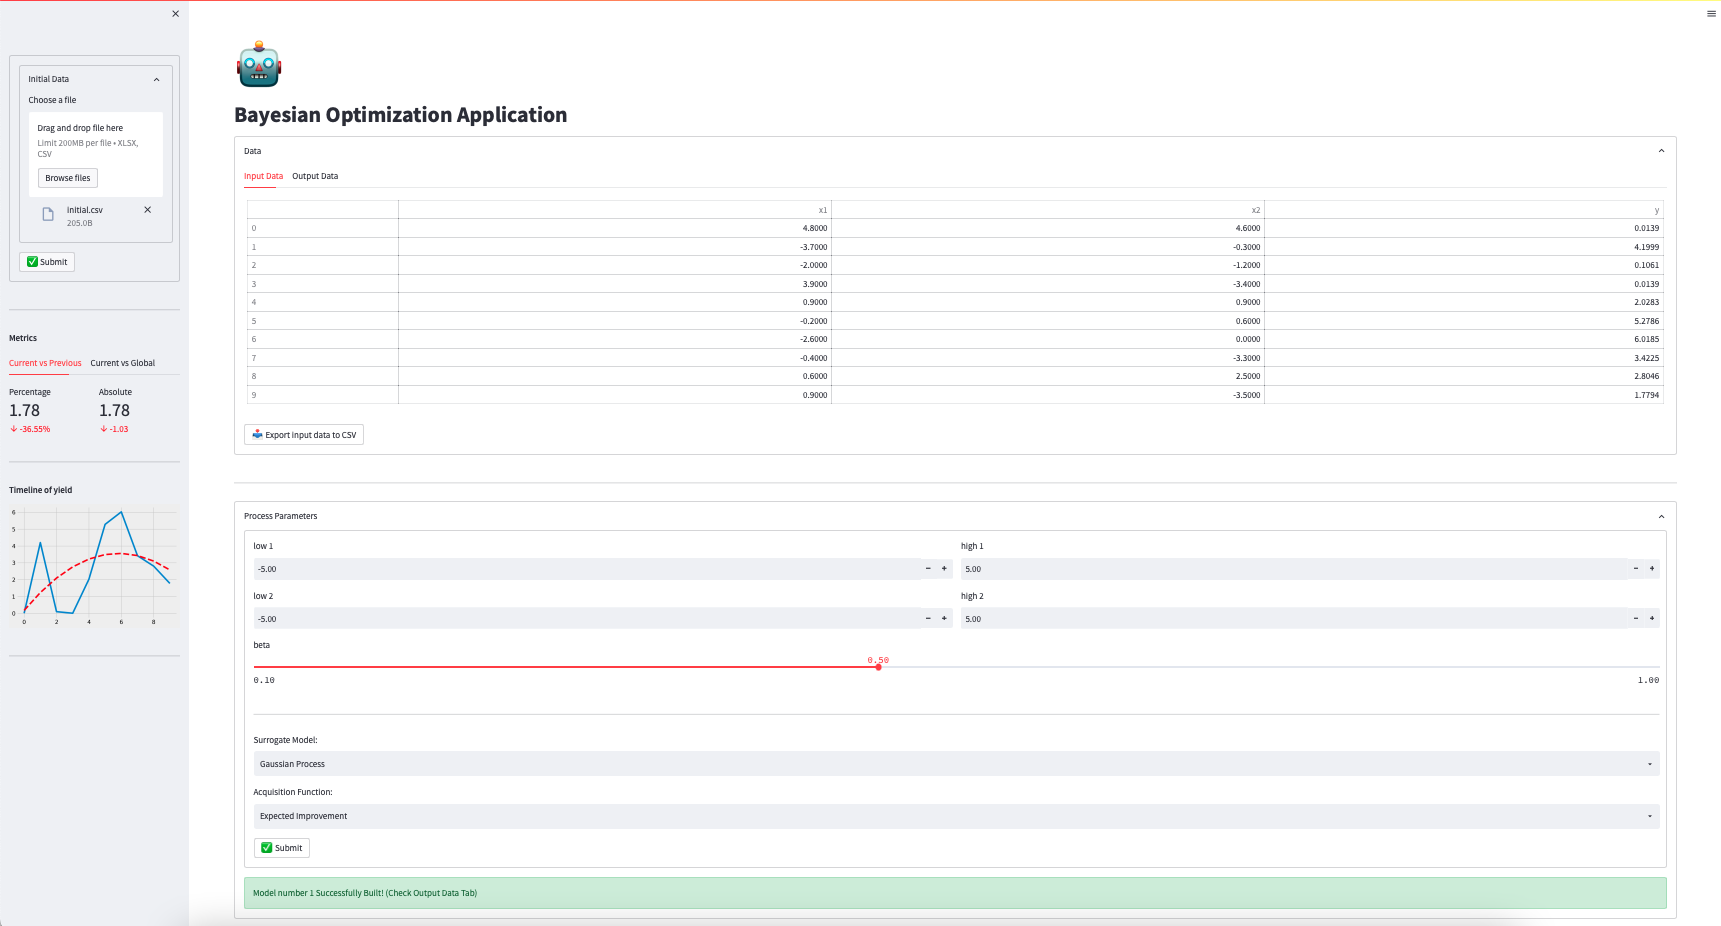 Initial Data
Choose a file
Drag and drop file here
Limit 200MB per file • XLSX,
CSV
Browse files
initial.csv
205.0B
Submit
Metrics
Current vs Previous Current vs Global
Percentage Absolute
1.78 1.78
-36.55% -1.03
Timeline of yield
6
5
4
3
2
1
0
0 2 4 6 8
Bayesian Optimization Application
Data
Input Data Output Data
x1 x2 y
0 4.8000 4.6000 0.0139
1 -3.7000 -0.3000 4.1999
2 -2.0000 -1.2000 0.1061
3 3.9000 -3.4000 0.0139
4 0.9000 0.9000 2.0283
5 -0.2000 0.6000 5.2786
6 -2.6000 0.0000 6.0185
7 -0.4000 -3.3000 3.4225
8 0.6000 2.5000 2.8046
9 0.9000 -3.5000 1.7794
Export input data to CSV
Process Parameters
low 1 high 1
-5.00 5.00
low 2 high 2
-5.00 5.00
beta
0.50
0.10 1.00
Surrogate Model:
Gaussian Process
Acquisition Function:
Expected Improvement
Submit
Model number 1 Successfully Built! (Check Output Data Tab)